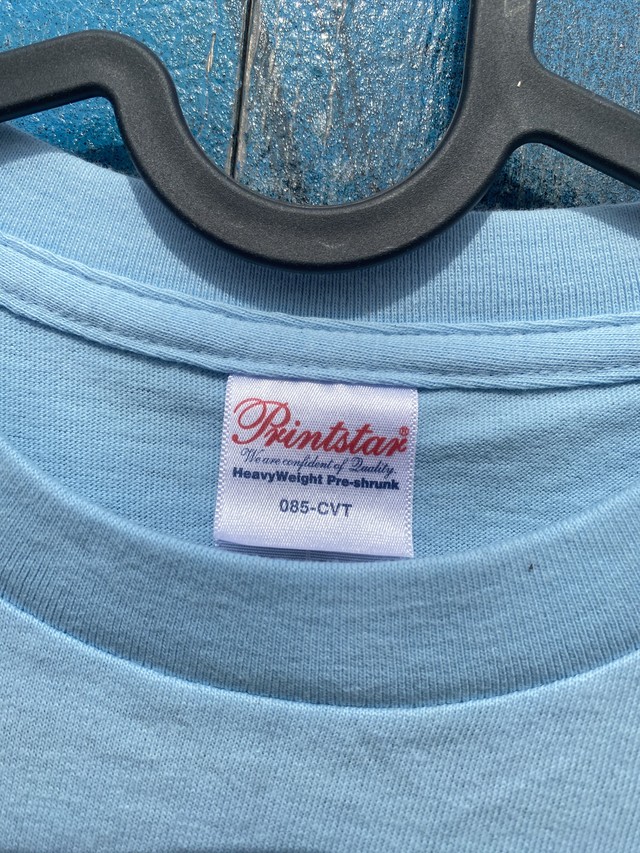 Printstar®
We are confident of Quality.
HeavyWeight Pre-shrunk
085-CVT